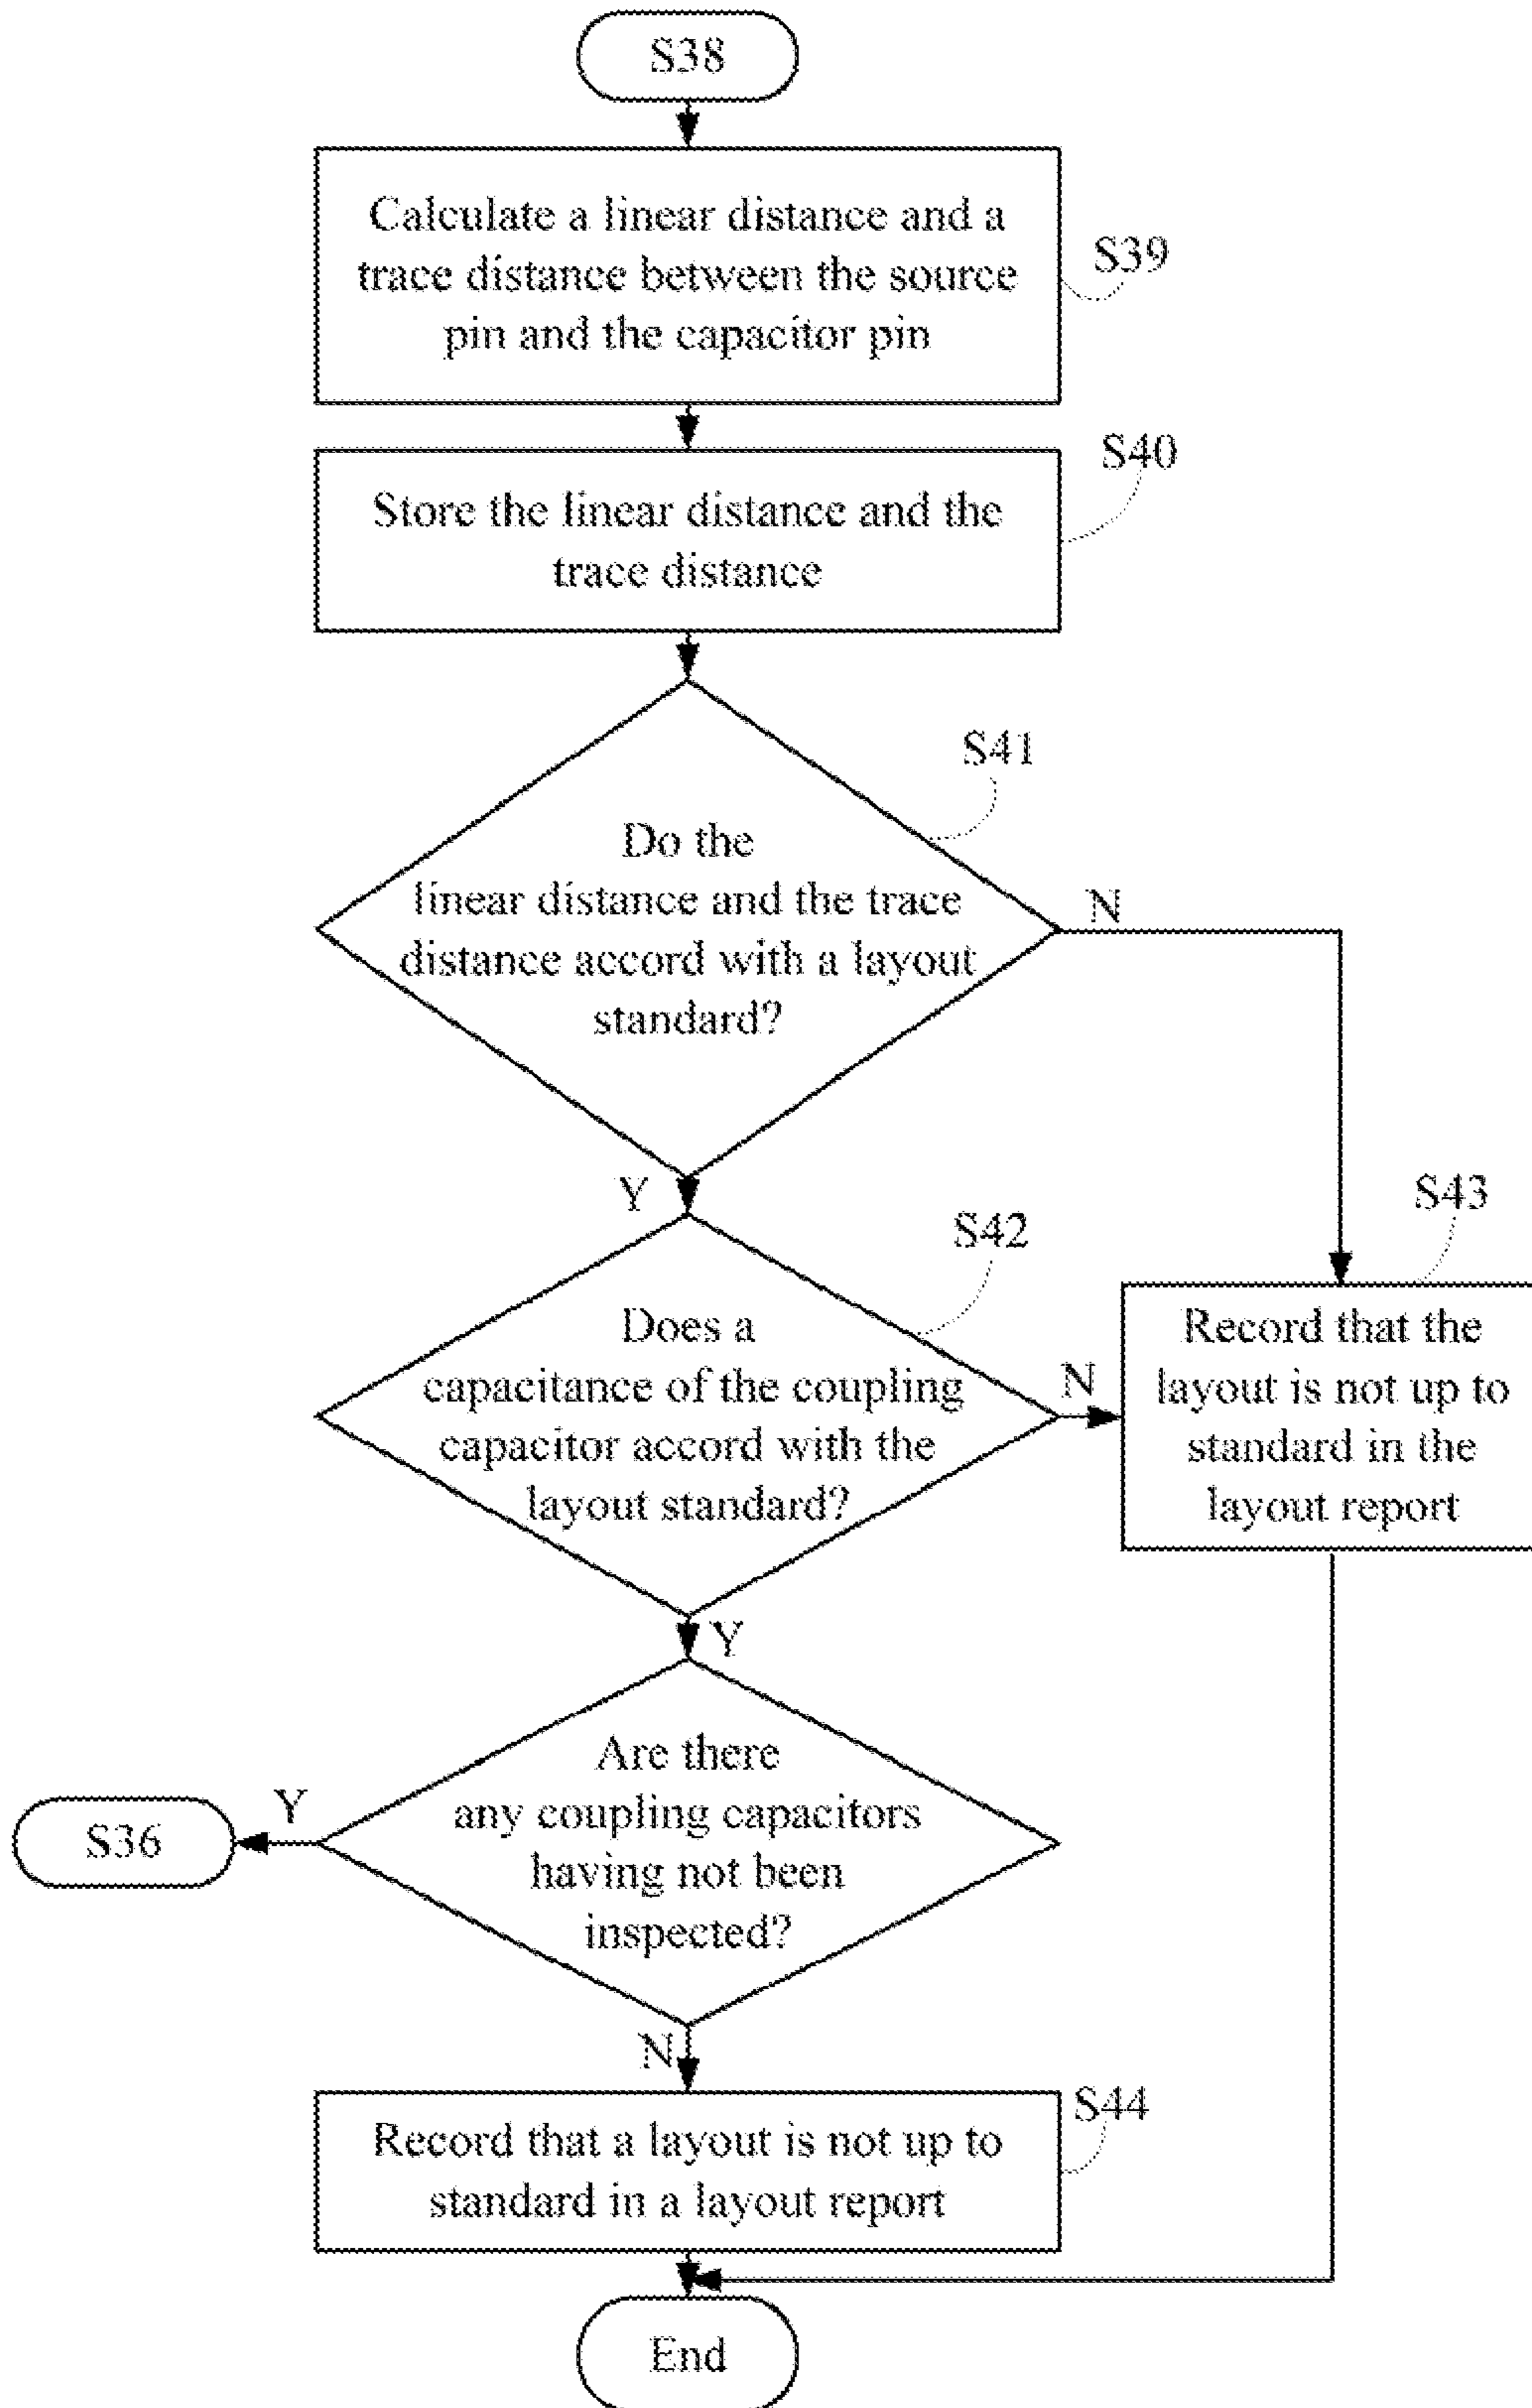 S38
Calculate a linear distance and a
trace distance between the source
pin and the capacitor pin
S39
Store the linear distance and the
trace distance
S40
Do the
linear distance and the trace
distance accord with a layout
standard?
S41
N
Y
Does a
capacitance of the coupling
capacitor accord with the
layout standard?
S42
N
Record that the
layout is not up to
standard in the
layout report
S43
Y
Are there
any coupling capacitors
having not been
inspected?
Y
S36
N
Record that a layout is not up to
standard in a layout report
S44
End